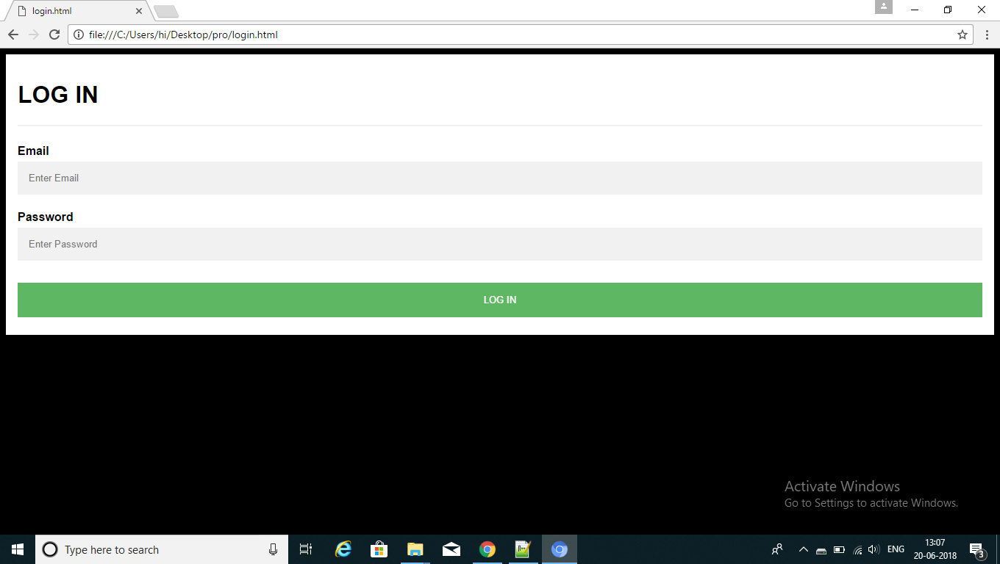 login.html
file:///C:/Users/hi/Desktop/pro/login.html
LOG IN
Email
Enter Email
Password
Enter Password
LOG IN
Activate Windows
Go to Settings to activate Windows.
Type here to search
ENG
13:07
20-06-2018
3